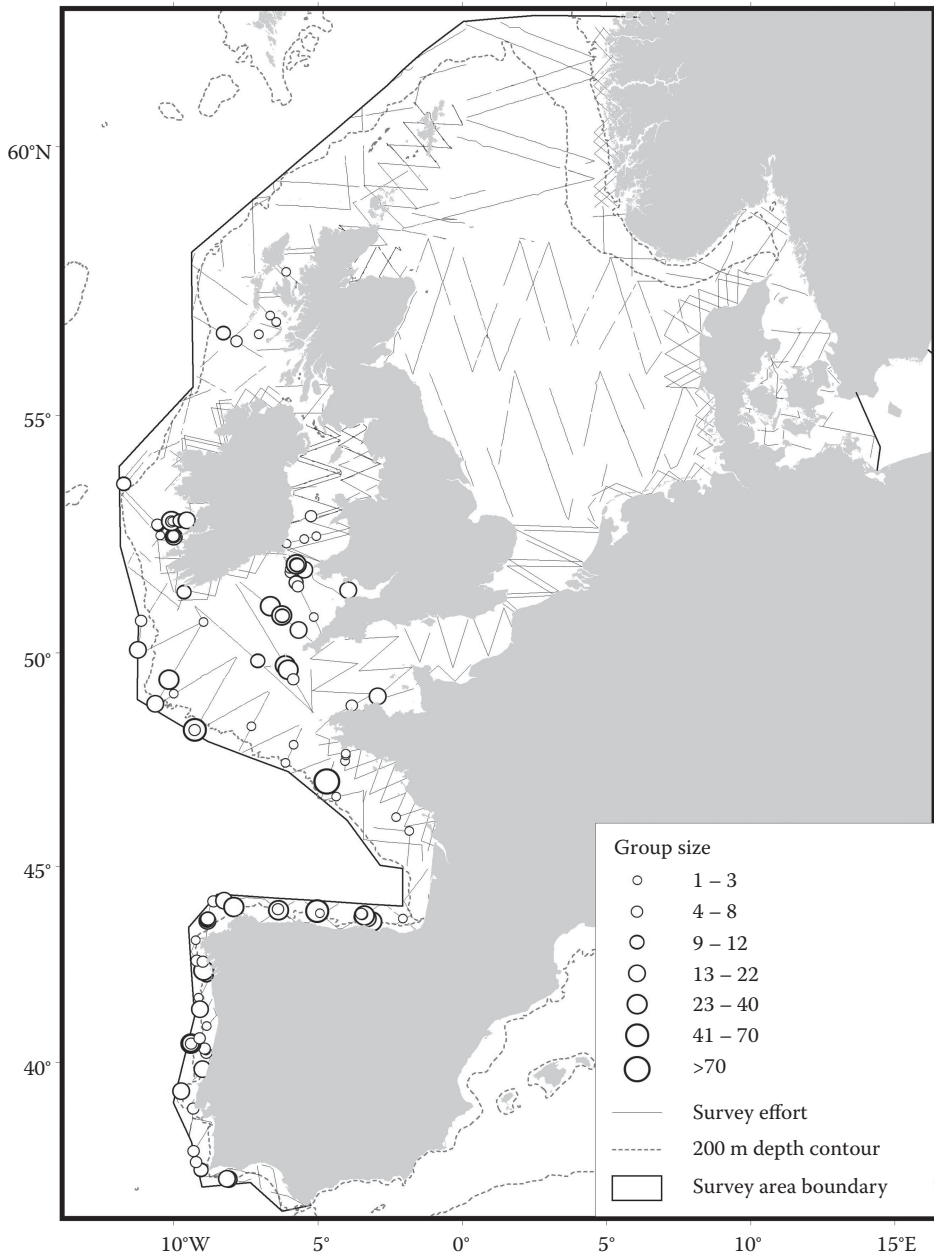 60°N
55°
50°
45°
40°
10°W
5°
0°
5°
10°
15°E
Group size
1 – 3
4 – 8
9 – 12
13 – 22
23 – 40
41 – 70
>70
Survey effort
200 m depth contour
Survey area boundary